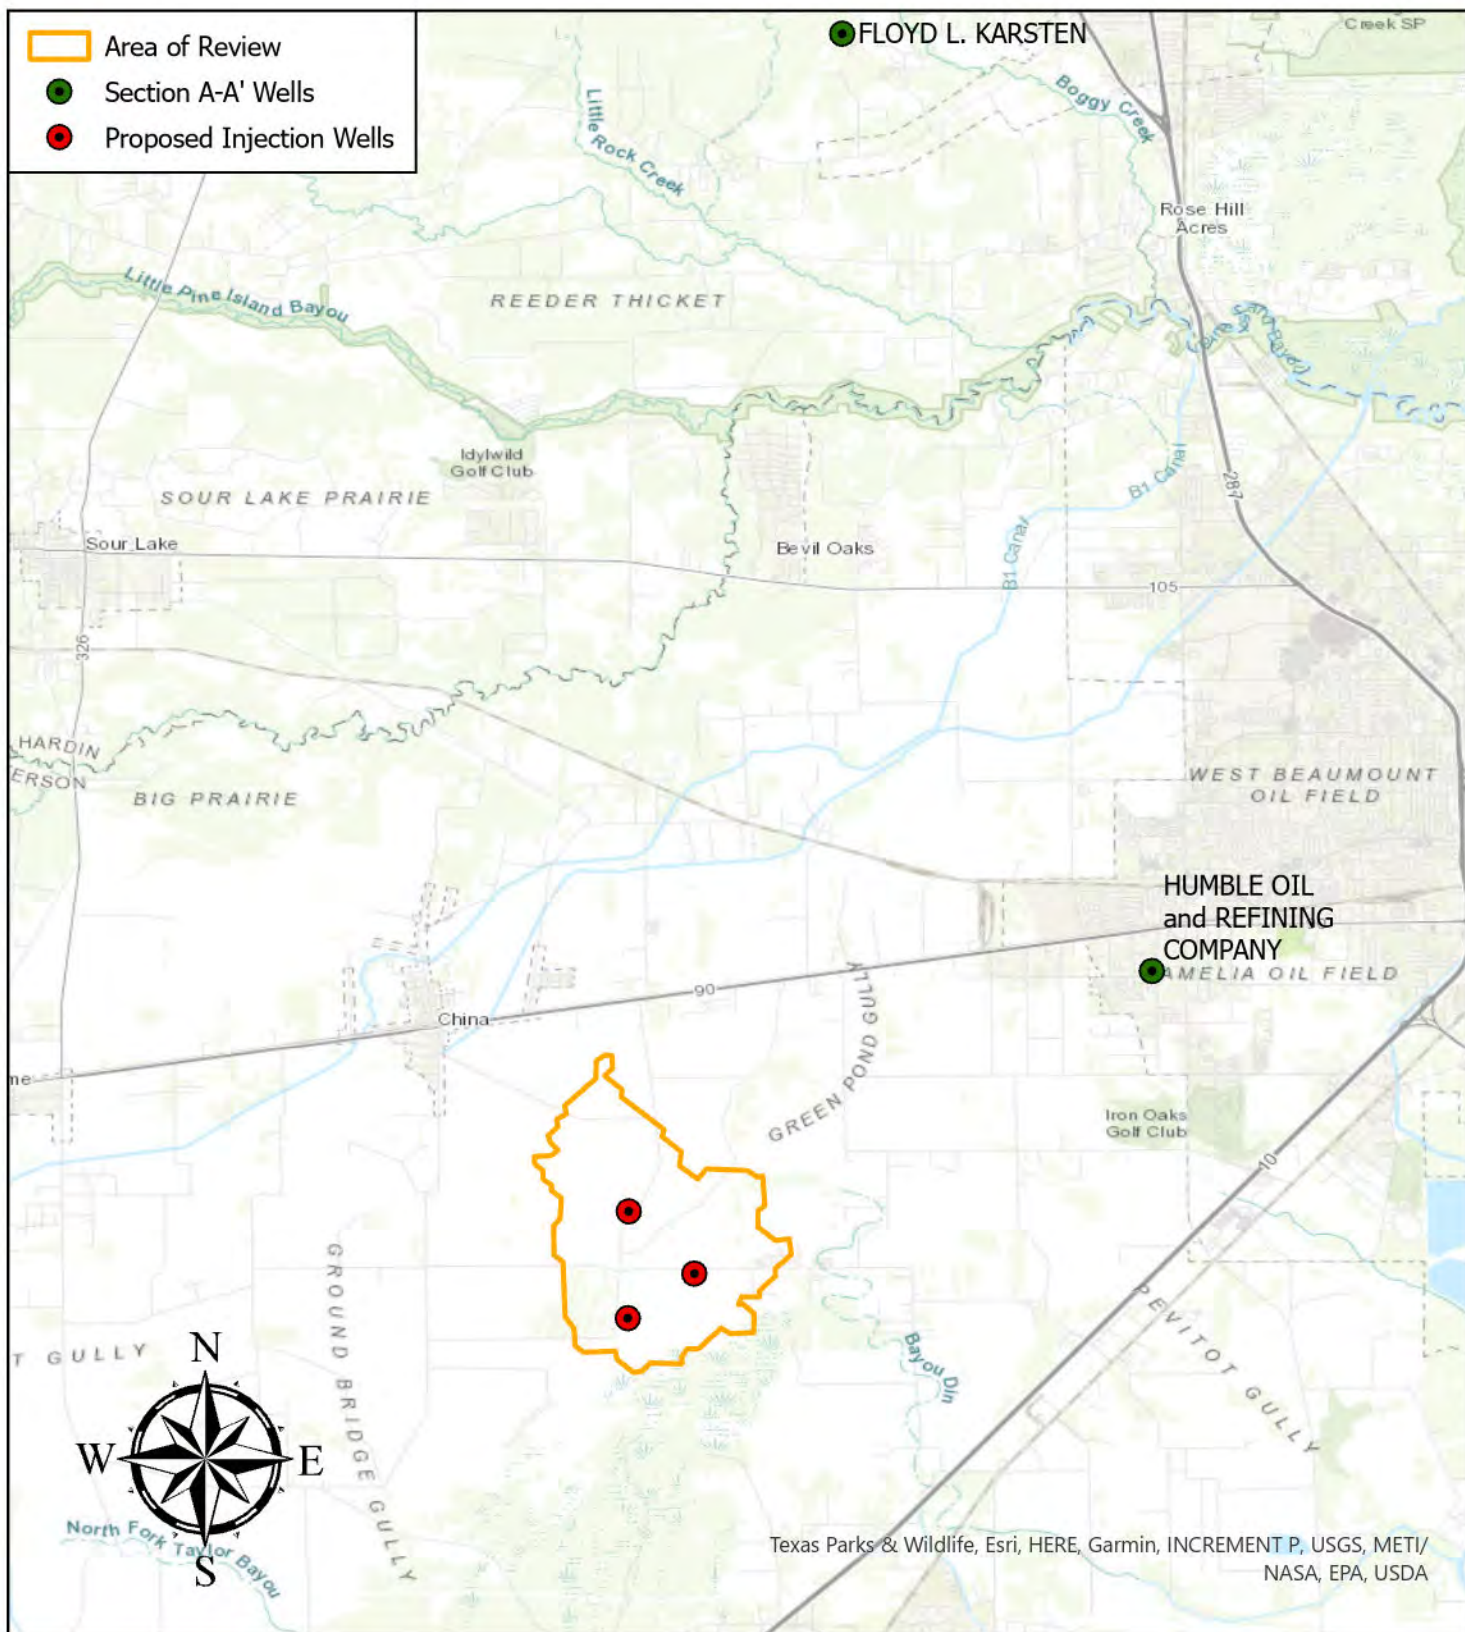 Area of Review
Section A-A' Wells
Proposed Injection Wells
FLOYD L. KARSTEN
Creek SP
Little Rock Creek
Boggy Creek
Rose Hill
Acres
Little Pine Island Bayou
REEDER THICKET
Idylwild
Golf Club
SOUR LAKE PRAIRIE
B1 Canal
287
Sour Lake
Bevil Oaks
B1 Canal
105
326
HARDIN
ERSON
BIG PRAIRIE
WEST BEAUMOUNT
OIL FIELD
HUMBLE OIL
and REFINING
COMPANY
AMELIA OIL FIELD
90
China
GREEN POND GULLY
me
Iron Oaks
Golf Club
10
GROUND BRIDGE GULLY
PEVITOT GULLY
T GULLY
Bayou Din
N
W
E
S
North Fork Taylor Bayou
Texas Parks & Wildlife, Esri, HERE, Garmin, INCREMENT P, USGS, METI/
NASA, EPA, USDA